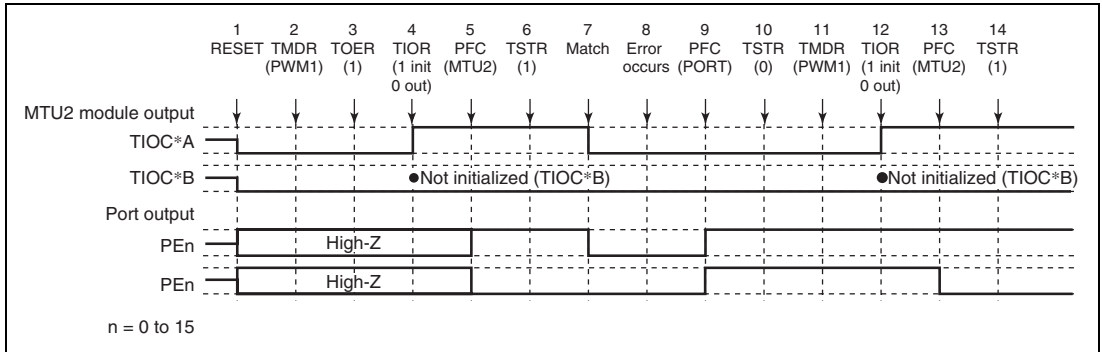 1 2 3 4 5 6 7 8 9 10 11 12 13 14
RESET TMDR TOER TIOR PFC TSTR Match Error PFC TSTR TMDR TIOR PFC TSTR
(PWM1) (1) (1 init (MTU2) (1) occurs (PORT) (0) (PWM1) (1 init (MTU2) (1)
0 out) 0 out)
MTU2 module output
TIOC*A
TIOC*B ●Not initialized (TIOC*B) ●Not initialized (TIOC*B)
Port output
PEn High-Z
PEn High-Z
n = 0 to 15